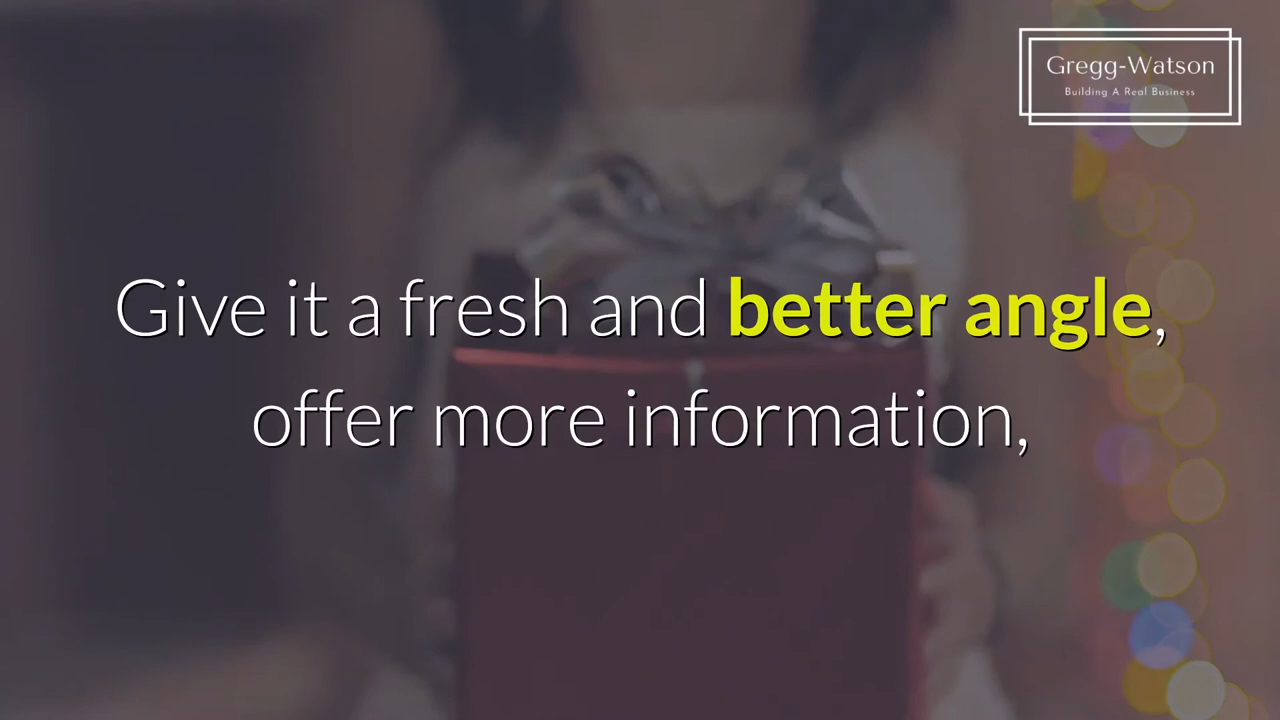 Gregg-Watson
Building A Real Business
Give it a fresh and better angle,
offer more information,